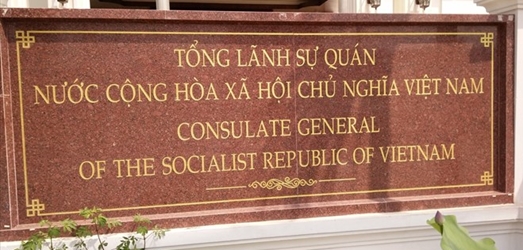 TỔNG LÃNH SỰ QUÁN
NƯỚC CỘNG HÒA XÃ HỘI CHỦ NGHĨA VIỆT NAM
CONSULATE GENERAL
OF THE SOCIALIST REPUBLIC OF VIETNAM